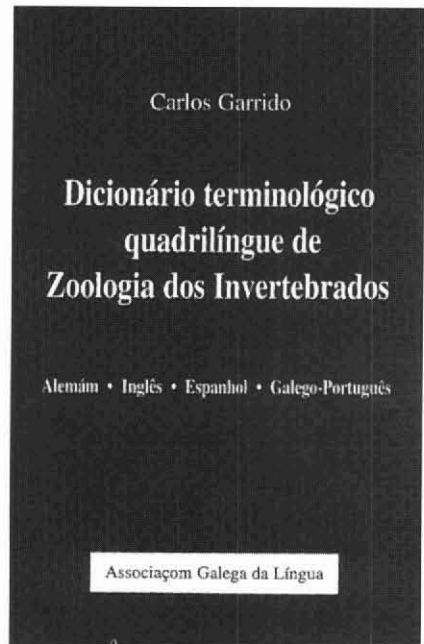 Carlos Garrido
Dicionário terminológico
quadrilíngue de
Zoologia dos Invertebrados
Alemám • Inglês • Espanhol • Galego-Português
Associaçom Galega da Língua